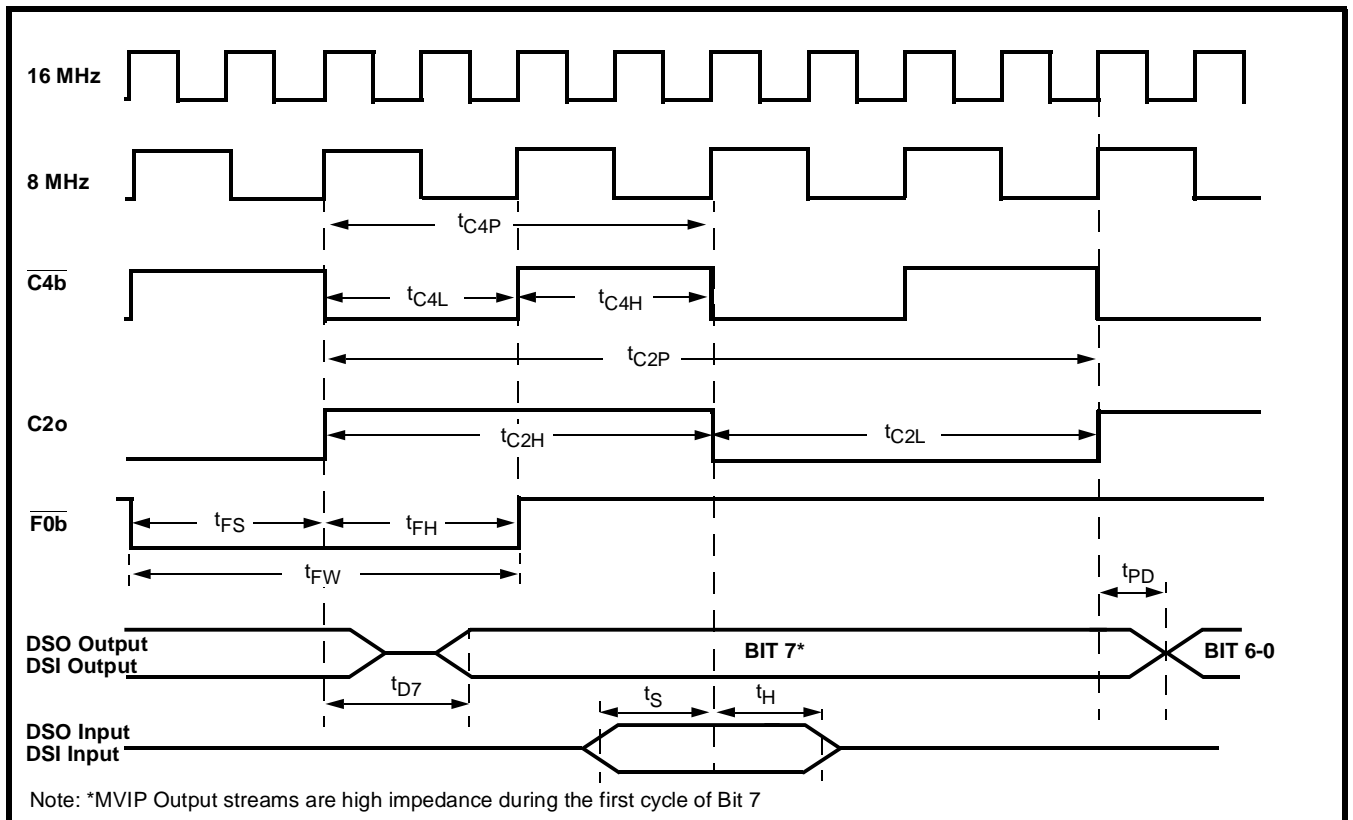 16 MHz
8 MHz
tC4P
C4b
tC4L
tC4H
tC2P
C2o
tC2H
tC2L
F0b
tFS
tFH
tFW
tPD
DSO Output
DSI Output
BIT 7*
BIT 6-0
tD7
tS
tH
DSO Input
DSI Input
Note: *MVIP Output streams are high impedance during the first cycle of Bit 7